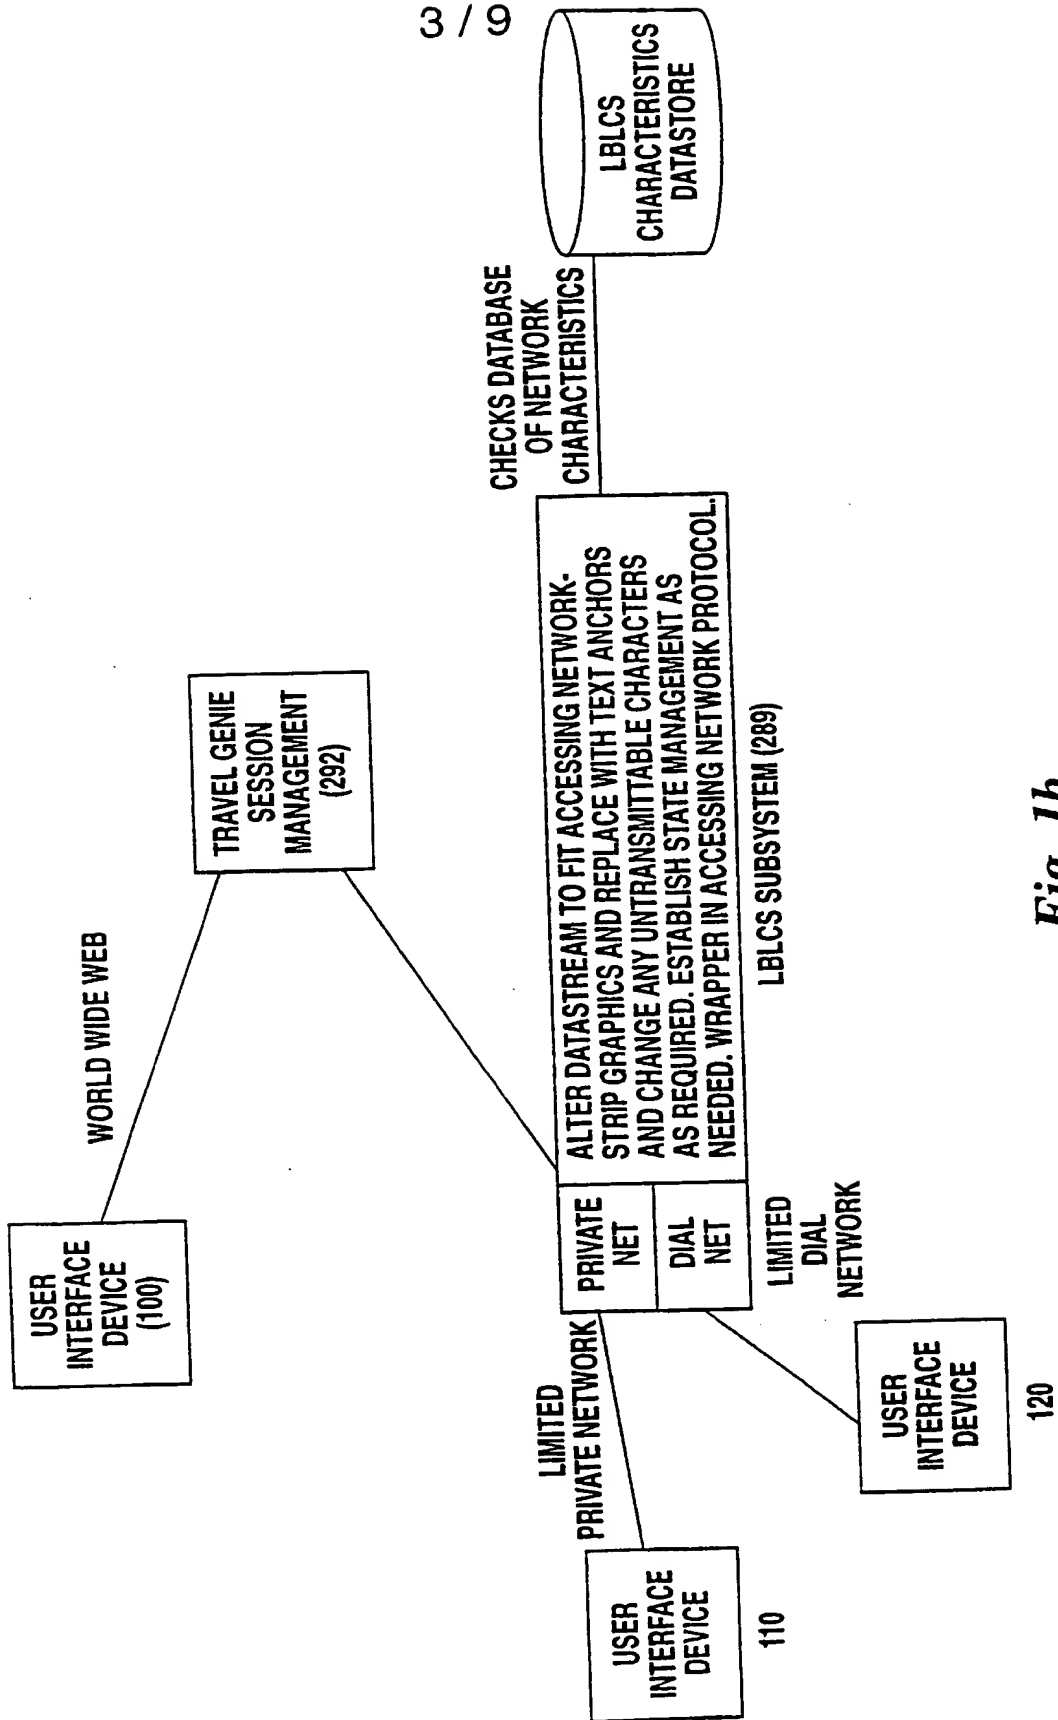 3 / 9
USER
INTERFACE
DEVICE
(100)
WORLD WIDE WEB
TRAVEL GENIE
SESSION
MANAGEMENT
(292)
LIMITED
PRIVATE NETWORK
USER
INTERFACE
DEVICE
110
PRIVATE
NET
DIAL
NET
LIMITED
DIAL
NETWORK
USER
INTERFACE
DEVICE
120
ALTER DATASTREAM TO FIT ACCESSING NETWORK-
STRIP GRAPHICS AND REPLACE WITH TEXT ANCHORS
AND CHANGE ANY UNTRANSMITTABLE CHARACTERS
AS REQUIRED. ESTABLISH STATE MANAGEMENT AS
NEEDED. WRAPPER IN ACCESSING NETWORK PROTOCOL.
LBLCS SUBSYSTEM (289)
CHECKS DATABASE
OF NETWORK
CHARACTERISTICS
LBLCS
CHARACTERISTICS
DATASTORE
Fig. 1b